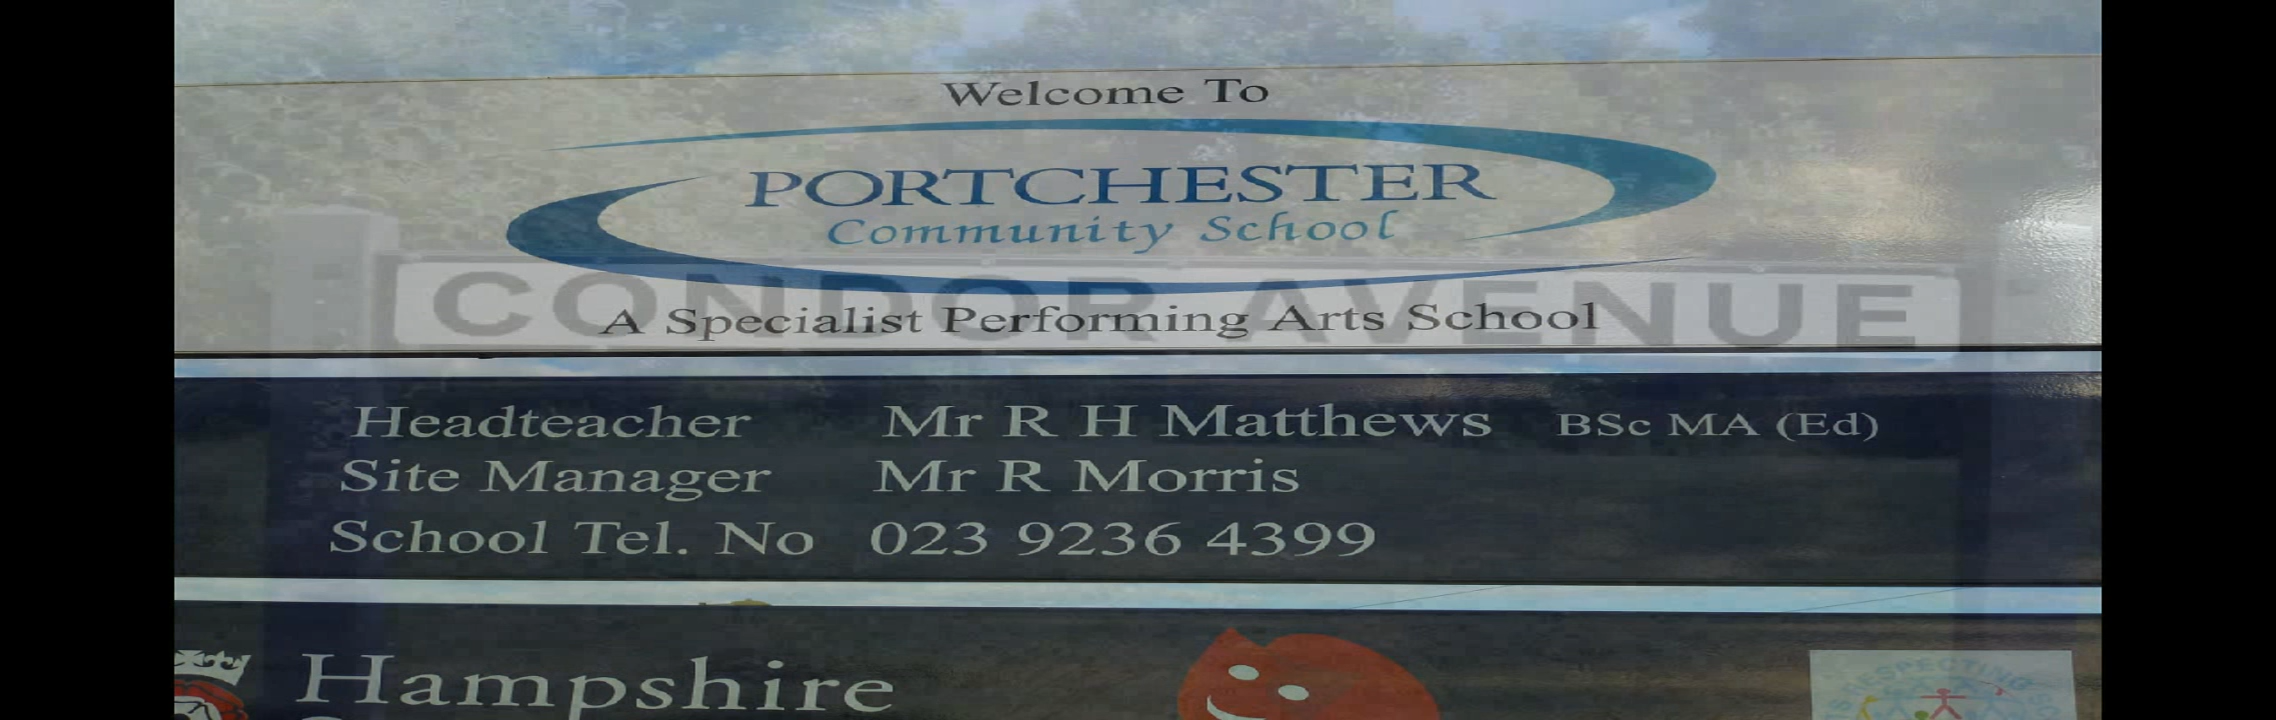 Welcome To
PORTCHESTER
Community School
CONDOR AVENUE
A Specialist Performing Arts School
Headteacher Mr R H Matthews BSc MA (Ed)
Site Manager Mr R Morris
School Tel. No 023 9236 4399
Hampshire
RESPECTING